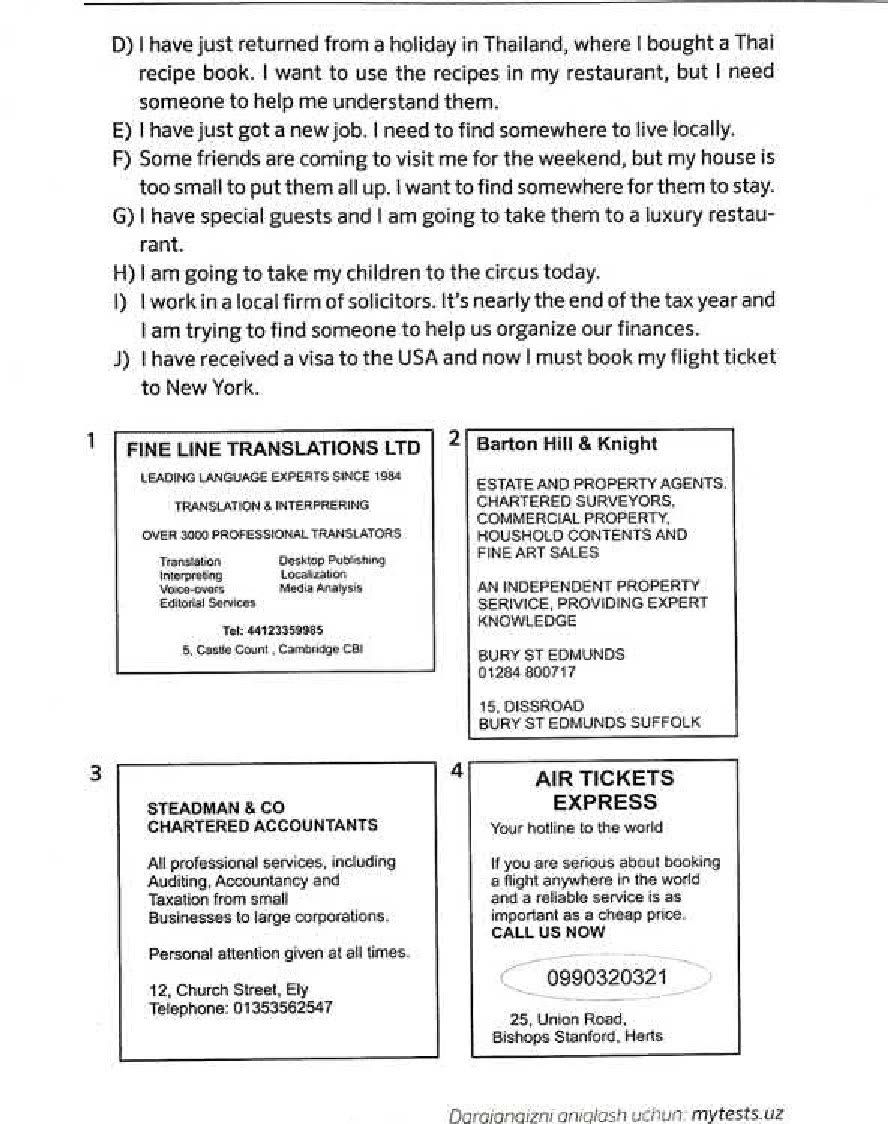 D) I have just returned from a holiday in Thailand, where I bought a Thai
recipe book. I want to use the recipes in my restaurant, but I need
someone to help me understand them.
E) I have just got a new job. I need to find somewhere to live locally.
F) Some friends are coming to visit me for the weekend, but my house is
too small to put them all up. I want to find somewhere for them to stay.
G) I have special guests and I am going to take them to a luxury restau-
rant.
H) I am going to take my children to the circus today.
I) I work in a local firm of solicitors. It's nearly the end of the tax year and
I am trying to find someone to help us organize our finances.
J) I have received a visa to the USA and now I must book my flight ticket
to New York.
1
FINE LINE TRANSLATIONS LTD
LEADING LANGUAGE EXPERTS SINCE 1984
TRANSLATION & INTERPRERING
OVER 3000 PROFESSIONAL TRANSLATORS
Translation Desktop Publishing
Interpreting Localization
Voice-overs Media Analysis
Editorial Services
Tel: 44123359985
5, Castle Count , Cambridge CBI
2
Barton Hill & Knight
ESTATE AND PROPERTY AGENTS.
CHARTERED SURVEYORS,
COMMERCIAL PROPERTY,
HOUSHOLD CONTENTS AND
FINE ART SALES
AN INDEPENDENT PROPERTY
SERIVICE, PROVIDING EXPERT
KNOWLEDGE
BURY ST EDMUNDS
01284 800717
15, DISSROAD
BURY ST EDMUNDS SUFFOLK
3
STEADMAN & CO
CHARTERED ACCOUNTANTS
All professional services, including
Auditing, Accountancy and
Taxation from small
Businesses to large corporations.
Personal attention given at all times.
12, Church Street, Ely
Telephone: 01353562547
4
AIR TICKETS
EXPRESS
Your hotline to the world
If you are serious about booking
a flight anywhere in the world
and a reliable service is as
important as a cheap price.
CALL US NOW
0990320321
25, Union Road,
Bishops Stanford, Herts
Darajangizni aniqlash uchun: mytests.uz